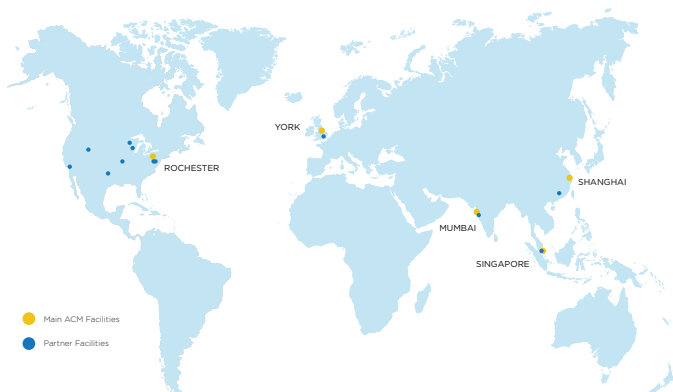 YORK
ROCHESTER
SHANGHAI
MUMBAI
SINGAPORE
Main ACM Facilities
Partner Facilities